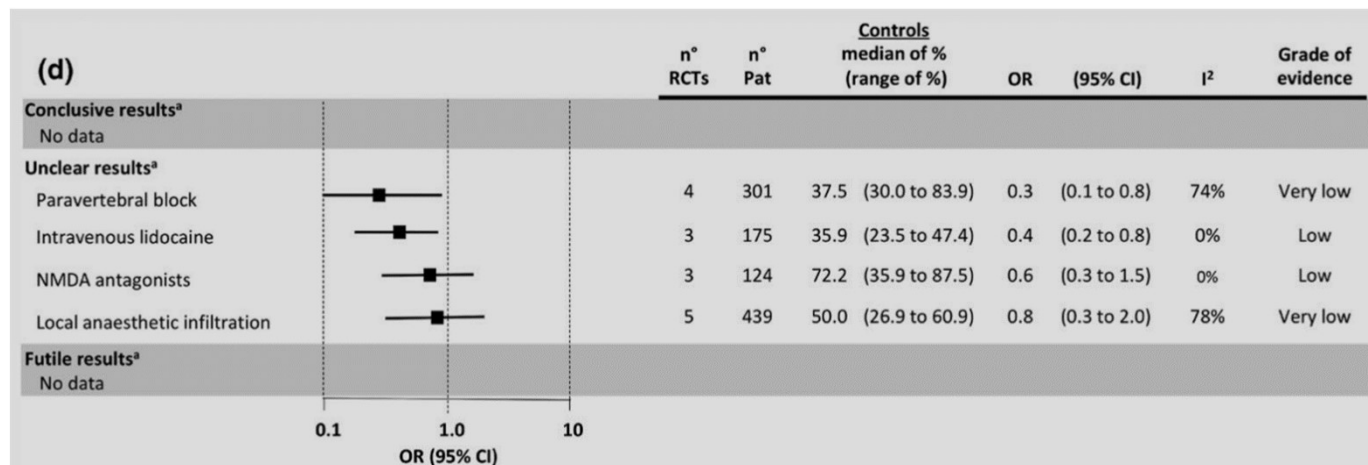 (d)
Controls
n° n° median of % Grade of
RCTs Pat (range of %) OR (95% CI) I² evidence
Conclusive resultsᵃ
No data
Unclear resultsᵃ
Paravertebral block 4 301 37.5 (30.0 to 83.9) 0.3 (0.1 to 0.8) 74% Very low
Intravenous lidocaine 3 175 35.9 (23.5 to 47.4) 0.4 (0.2 to 0.8) 0% Low
NMDA antagonists 3 124 72.2 (35.9 to 87.5) 0.6 (0.3 to 1.5) 0% Low
Local anaesthetic infiltration 5 439 50.0 (26.9 to 60.9) 0.8 (0.3 to 2.0) 78% Very low
Futile resultsᵃ
No data
0.1 1.0 10
OR (95% CI)